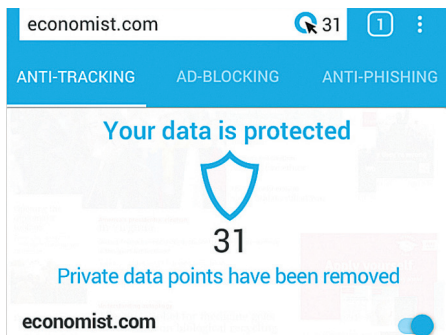 economist.com 31 1
ANTI-TRACKING AD-BLOCKING ANTI-PHISHING
Your data is protected
31
Private data points have been removed
economist.com